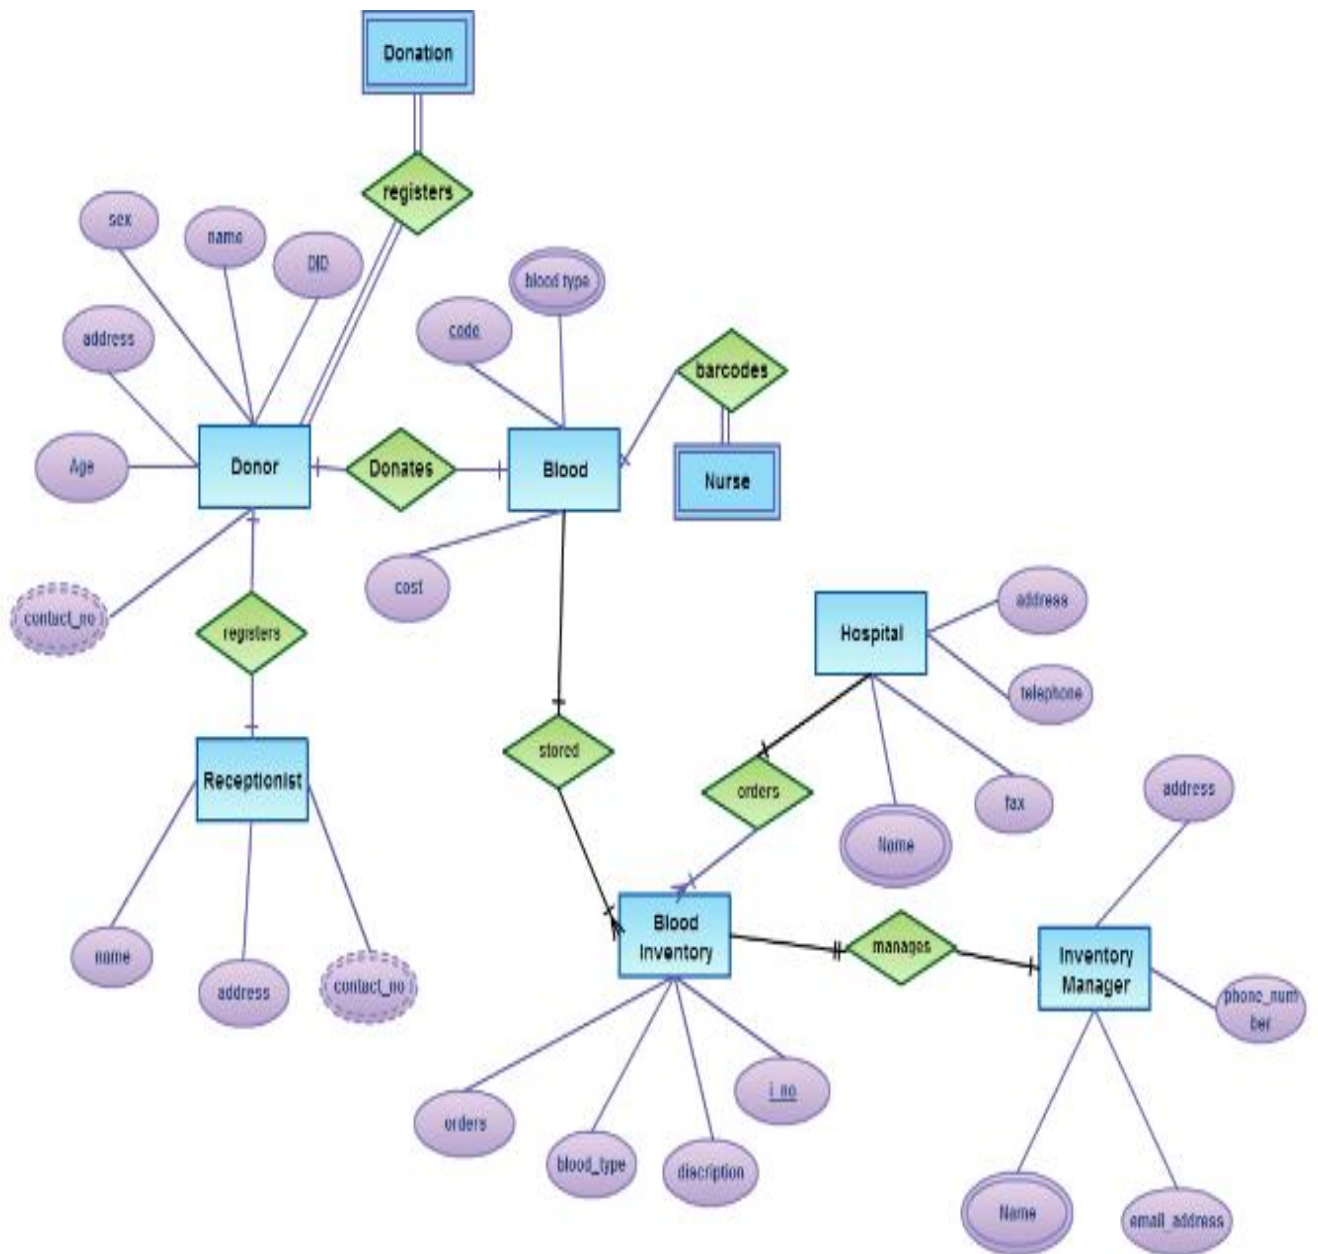 Donation
registers
sex
name
DID
blood type
code
address
barcodes
Age
Donor
Donates
Blood
Nurse
cost
contact_no
registers
Hospital
address
telephone
stored
orders
Receptionist
fax
address
Name
name
address
contact_no
Blood
Inventory
manages
Inventory
Manager
phone_num
ber
orders
blood_type
discription
i_no
Name
email_address